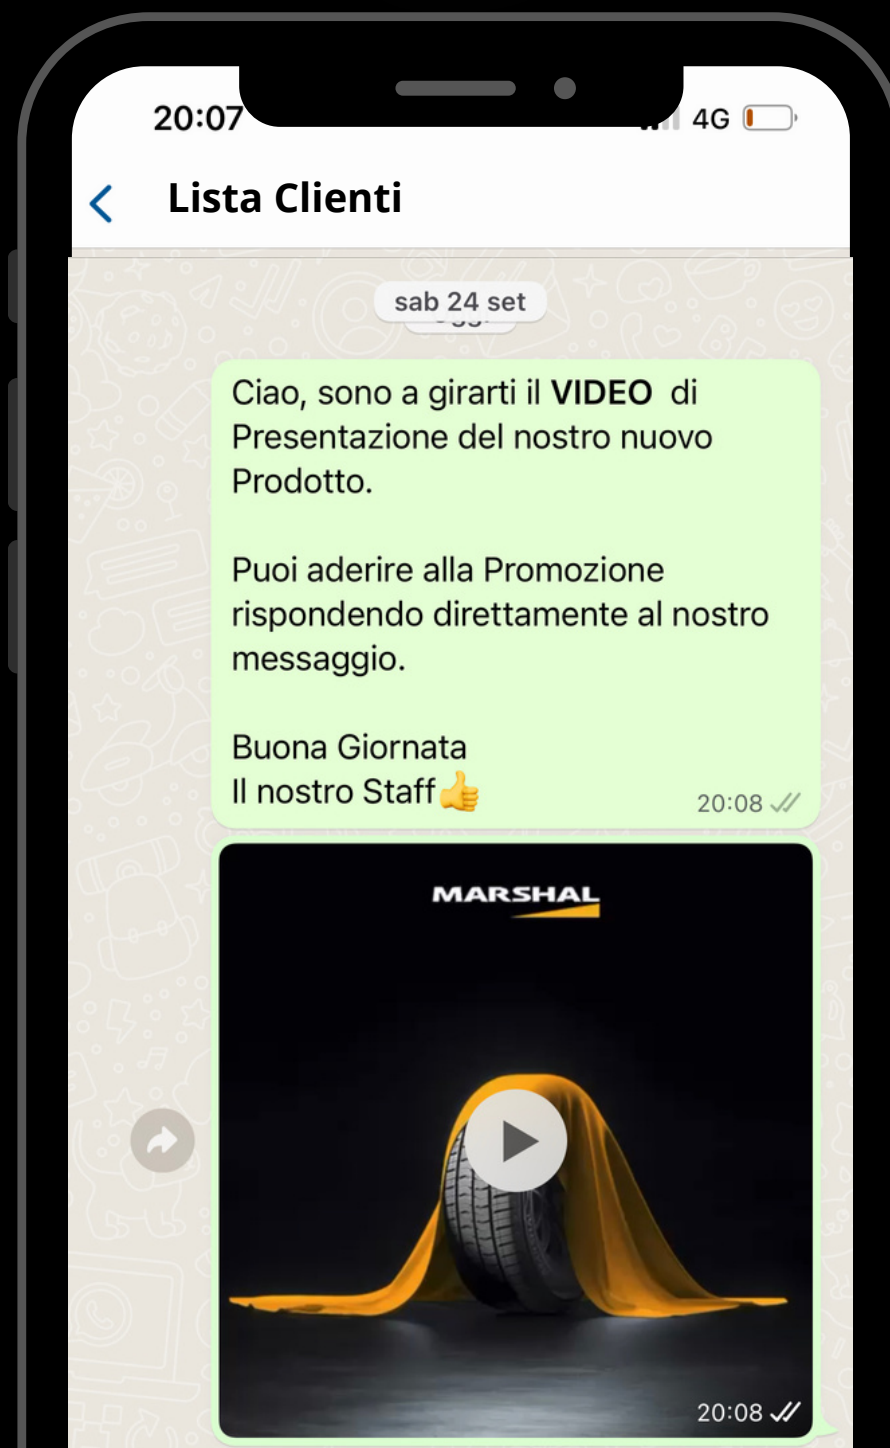 20:07
4G
Lista Clienti
sab 24 set
Ciao, sono a girarti il VIDEO di
Presentazione del nostro nuovo
Prodotto.
Puoi aderire alla Promozione
rispondendo direttamente al nostro
messaggio.
Buona Giornata
Il nostro Staff👍
20:08
MARSHAL
20:08